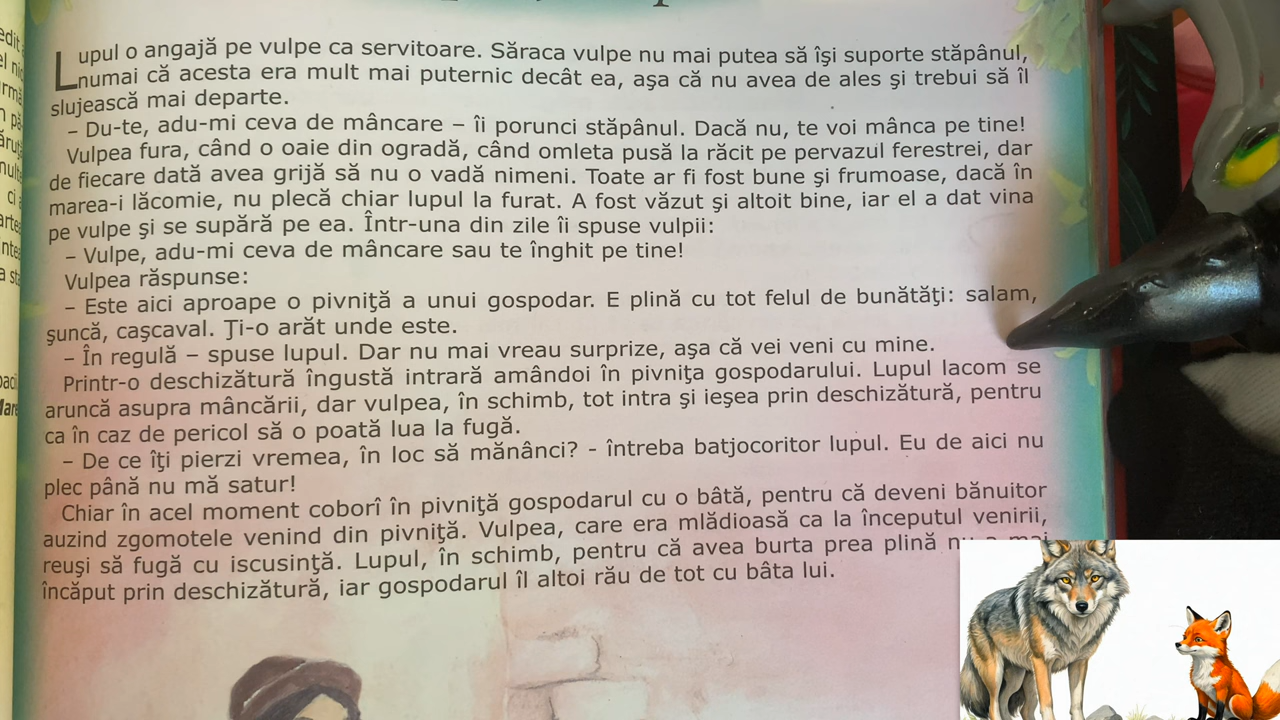 Lupul o angajă pe vulpe ca servitoare. Săraca vulpe nu mai putea să îşi suporte stăpânul,
numai că acesta era mult mai puternic decât ea, aşa că nu avea de ales şi trebui să îl
slujească mai departe.
– Du-te, adu-mi ceva de mâncare – îi porunci stăpânul. Dacă nu, te voi mânca pe tine!
Vulpea fura, când o oaie din ogradă, când omleta pusă la răcit pe pervazul ferestrei, dar
de fiecare dată avea grijă să nu o vadă nimeni. Toate ar fi fost bune şi frumoase, dacă în
marea-i lăcomie, nu plecă chiar lupul la furat. A fost văzut şi altoit bine, iar el a dat vina
pe vulpe şi se supără pe ea. Într-una din zile îi spuse vulpii:
– Vulpe, adu-mi ceva de mâncare sau te înghit pe tine!
Vulpea răspunse:
– Este aici aproape o pivniţă a unui gospodar. E plină cu tot felul de bunătăţi: salam,
şuncă, caşcaval. Ţi-o arăt unde este.
– În regulă – spuse lupul. Dar nu mai vreau surprize, aşa că vei veni cu mine.
Printr-o deschizătură îngustă intrară amândoi în pivniţa gospodarului. Lupul lacom se
aruncă asupra mâncării, dar vulpea, în schimb, tot intra şi ieşea prin deschizătură, pentru
ca în caz de pericol să o poată lua la fugă.
– De ce îţi pierzi vremea, în loc să mănânci? - întreba batjocoritor lupul. Eu de aici nu
plec până nu mă satur!
Chiar în acel moment coborî în pivniţă gospodarul cu o bâtă, pentru că deveni bănuitor
auzind zgomotele venind din pivniţă. Vulpea, care era mlădioasă ca la începutul venirii,
reuşi să fugă cu iscusinţă. Lupul, în schimb, pentru că avea burta prea plină nu a mai
încăput prin deschizătură, iar gospodarul îl altoi rău de tot cu bâta lui.